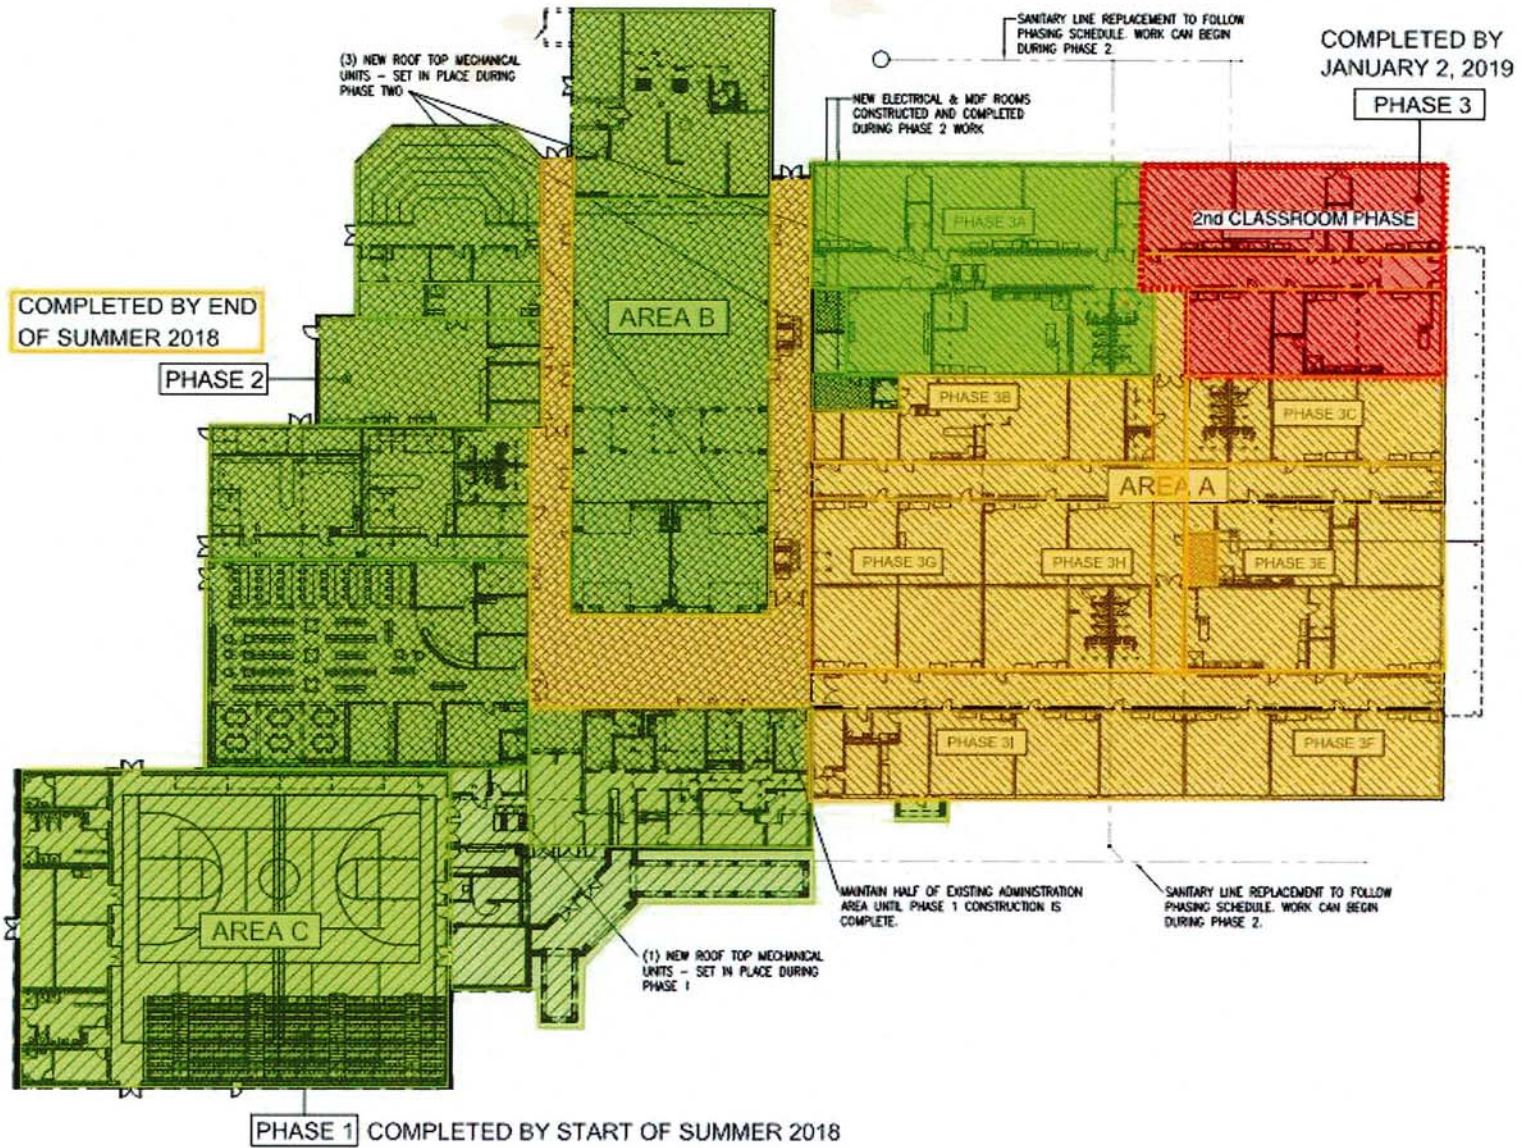 SANITARY LINE REPLACEMENT TO FOLLOW
PHASING SCHEDULE. WORK CAN BEGIN
DURING PHASE 2.
COMPLETED BY
JANUARY 2, 2019
PHASE 3
(3) NEW ROOF TOP MECHANICAL
UNITS - SET IN PLACE DURING
PHASE TWO
NEW ELECTRICAL & MDF ROOMS
CONSTRUCTED AND COMPLETED
DURING PHASE 2 WORK
PHASE 3A
2nd CLASSROOM PHASE
COMPLETED BY END
OF SUMMER 2018
AREA B
PHASE 2
PHASE 3B
PHASE 3C
AREA A
PHASE 3G
PHASE 3H
PHASE 3E
PHASE 3I
PHASE 3F
MAINTAIN HALF OF EXISTING ADMINISTRATION
AREA UNTIL PHASE 1 CONSTRUCTION IS
COMPLETE.
SANITARY LINE REPLACEMENT TO FOLLOW
PHASING SCHEDULE. WORK CAN BEGIN
DURING PHASE 2.
AREA C
(1) NEW ROOF TOP MECHANICAL
UNITS - SET IN PLACE DURING
PHASE 1
PHASE 1 COMPLETED BY START OF SUMMER 2018